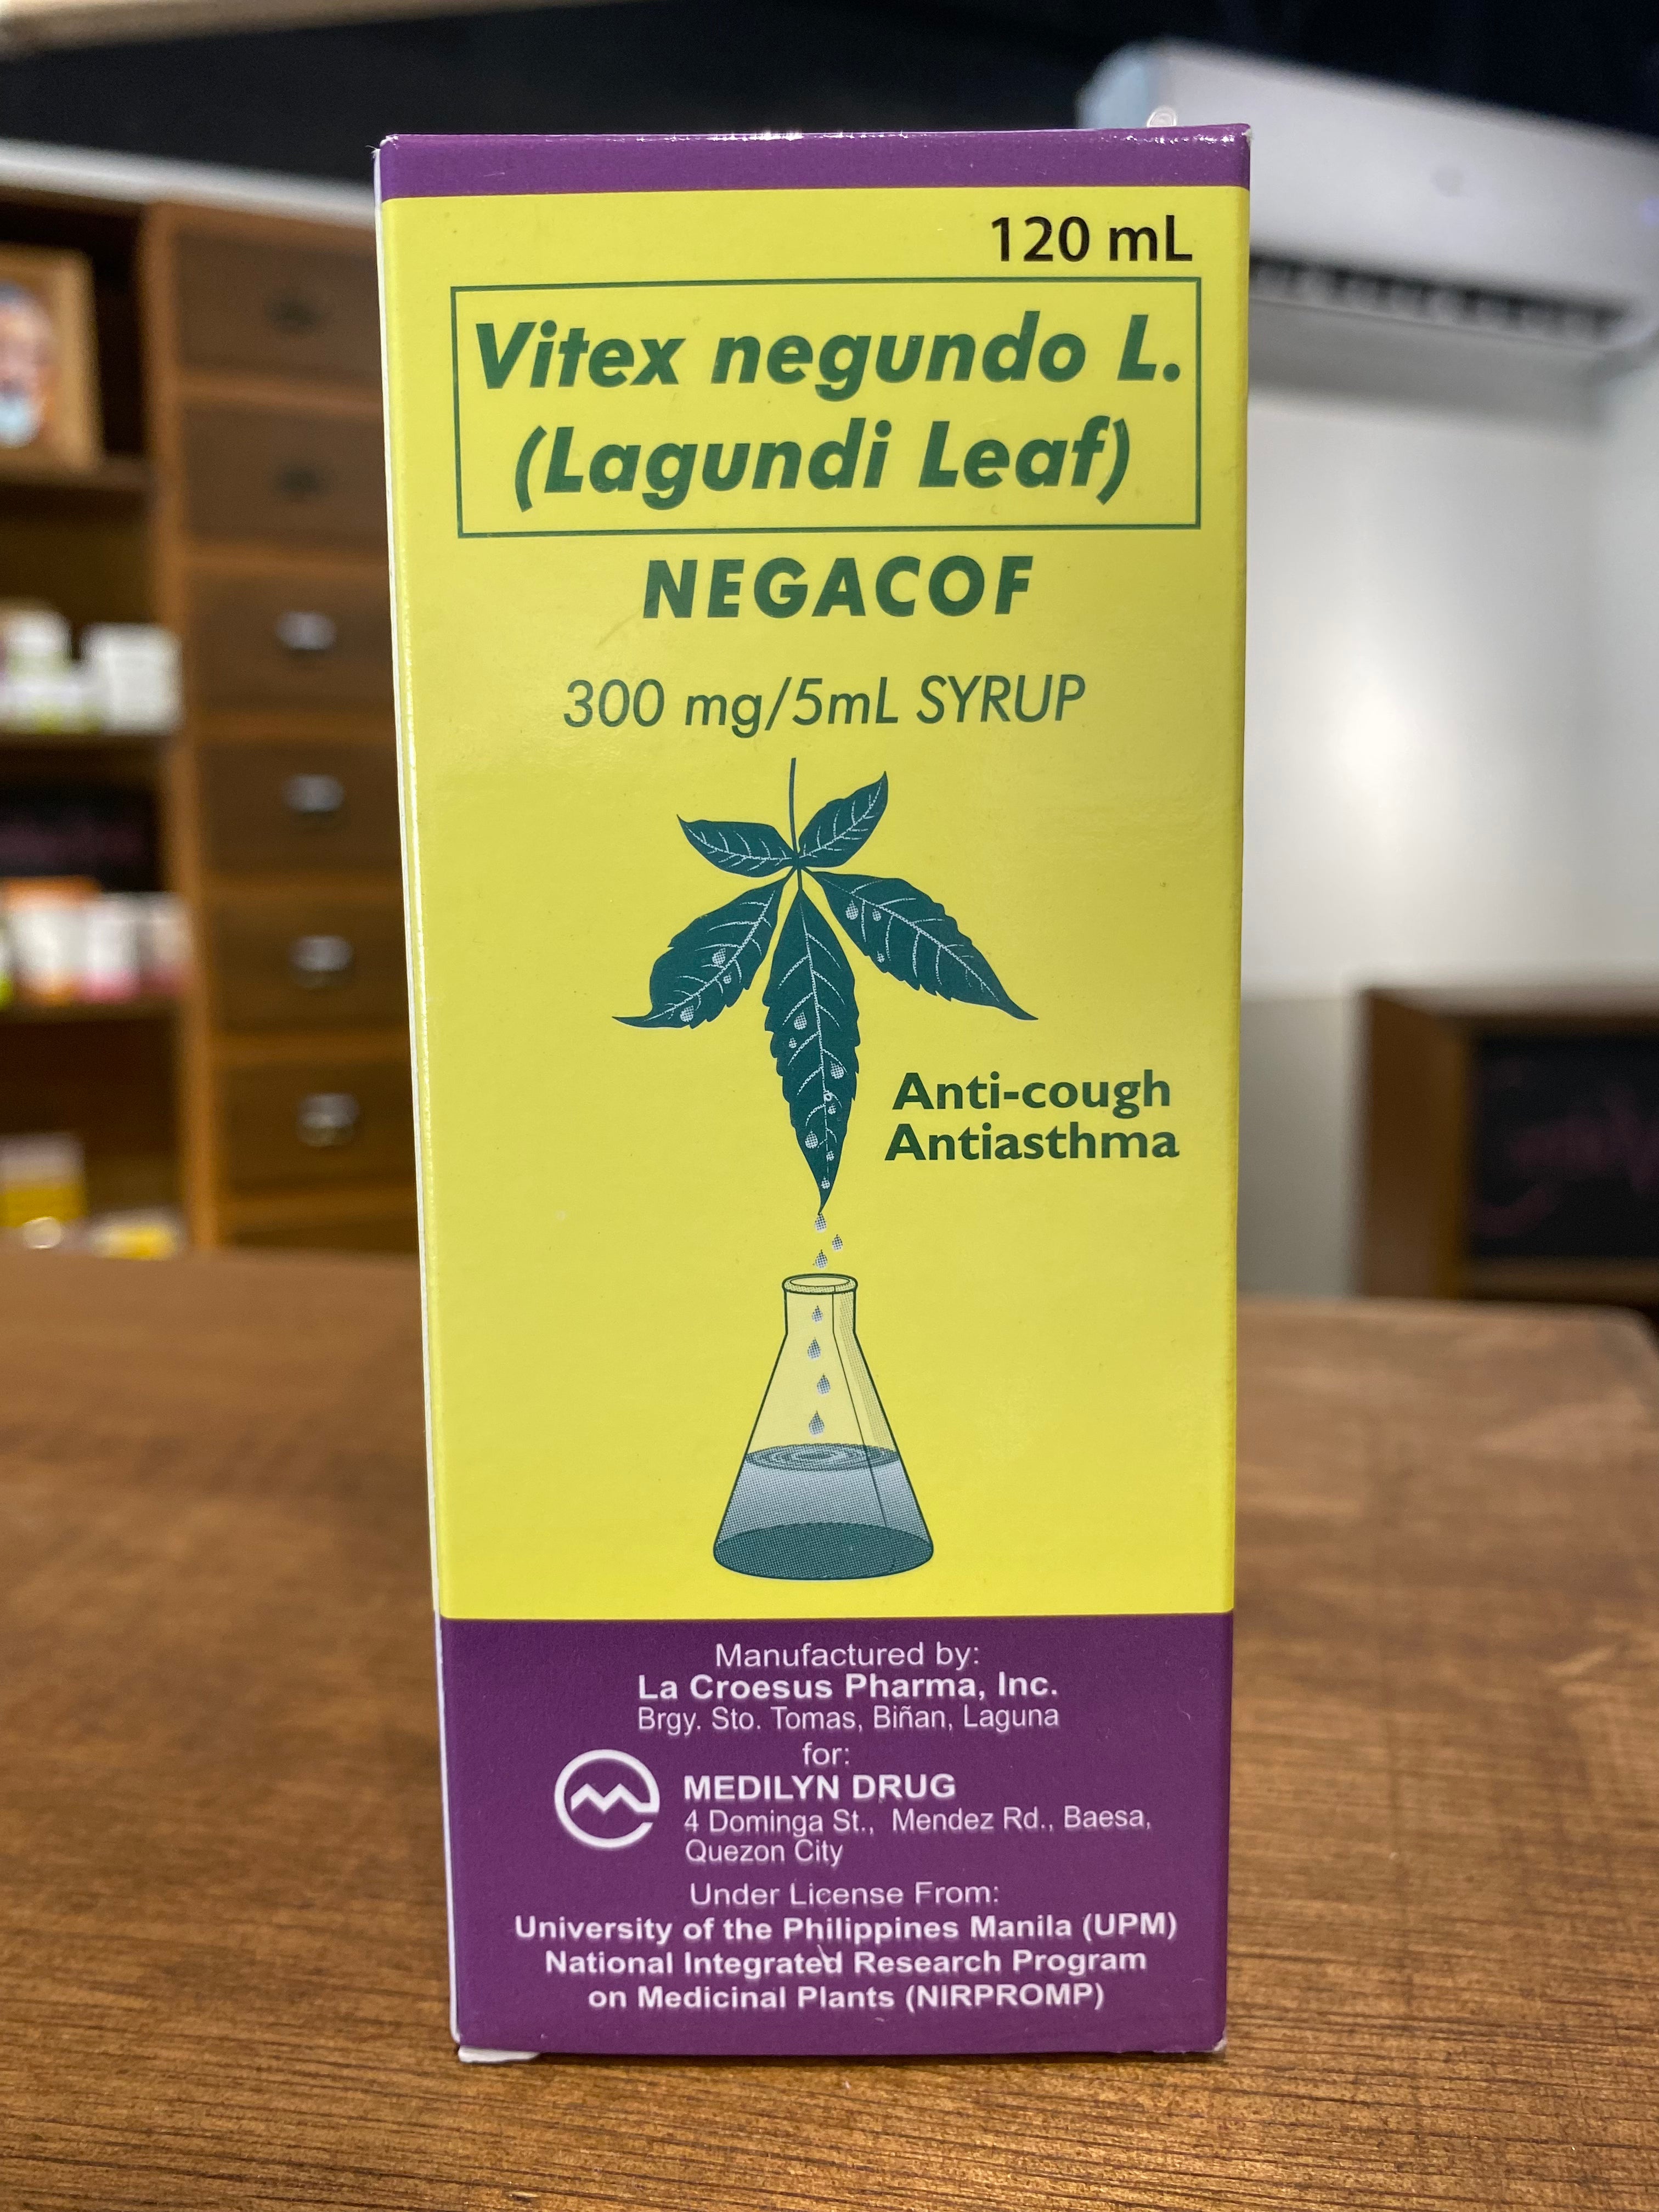 120 mL
Vitex negundo L.
(Lagundi Leaf)
NEGACOF
300 mg/5mL SYRUP
Anti-cough
Antiasthma
Manufactured by:
La Croesus Pharma, Inc.
Brgy. Sto. Tomas, Biñan, Laguna
for:
MEDILYN DRUG
4 Dominga St., Mendez Rd., Baesa,
Quezon City
Under License From:
University of the Philippines Manila (UPM)
National Integrated Research Program
on Medicinal Plants (NIRPROMP)